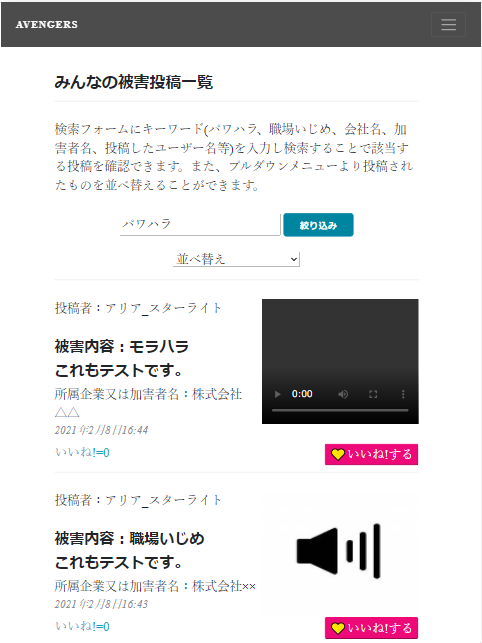 AVENGERS
みんなの被害投稿一覧
検索フォームにキーワード(パワハラ、職場いじめ、会社名、加
害者名、投稿したユーザー名等)を入力し検索することで該当す
る投稿を確認できます。また、プルダウンメニューより投稿され
たものを並べ替えることができます。
パワハラ
絞り込み
並べ替え
投稿者：アリア_スターライト
被害内容：モラハラ
これもテストです。
所属企業又は加害者名：株式会社
△△
0:00
2021年2月8日16:44
いいね!=0
いいね!する
投稿者：アリア_スターライト
被害内容：職場いじめ
これもテストです。
所属企業又は加害者名：株式会社××
2021年2月8日16:43
いいね!=0
いいね!する